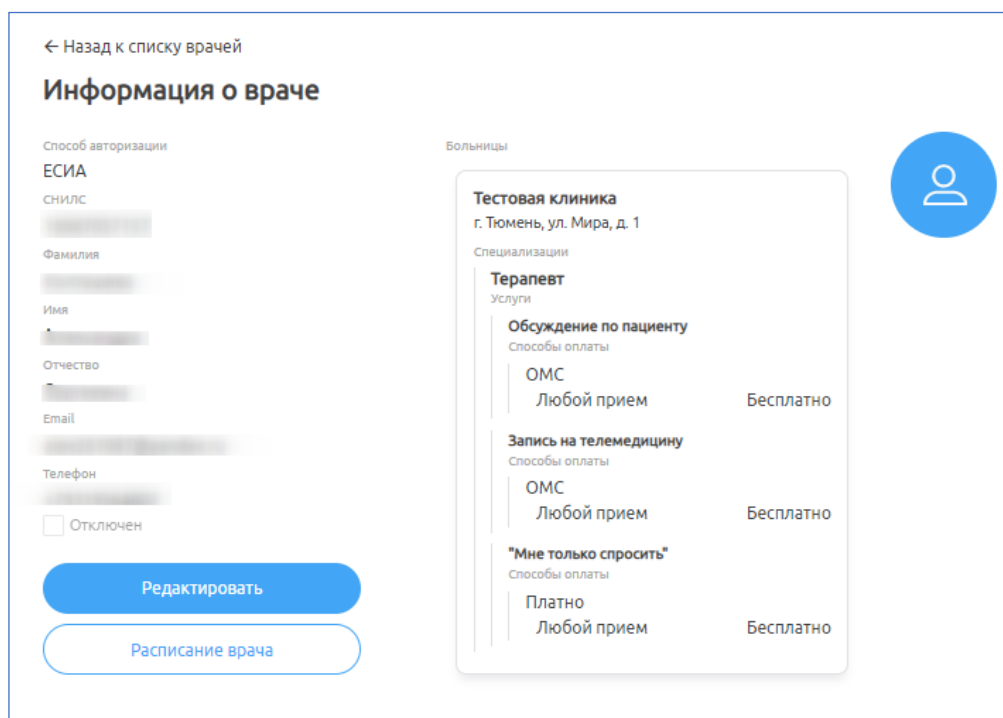 ← Назад к списку врачей
Информация о враче
Способ авторизации
ЕСИА
СНИЛС
Фамилия
Имя
Отчество
Email
Телефон
Отключен
Редактировать
Расписание врача
Больницы
Тестовая клиника
г. Тюмень, ул. Мира, д. 1
Специализации
Терапевт
Услуги
Обсуждение по пациенту
Способы оплаты
ОМС
Любой прием Бесплатно
Запись на телемедицину
Способы оплаты
ОМС
Любой прием Бесплатно
"Мне только спросить"
Способы оплаты
Платно
Любой прием Бесплатно